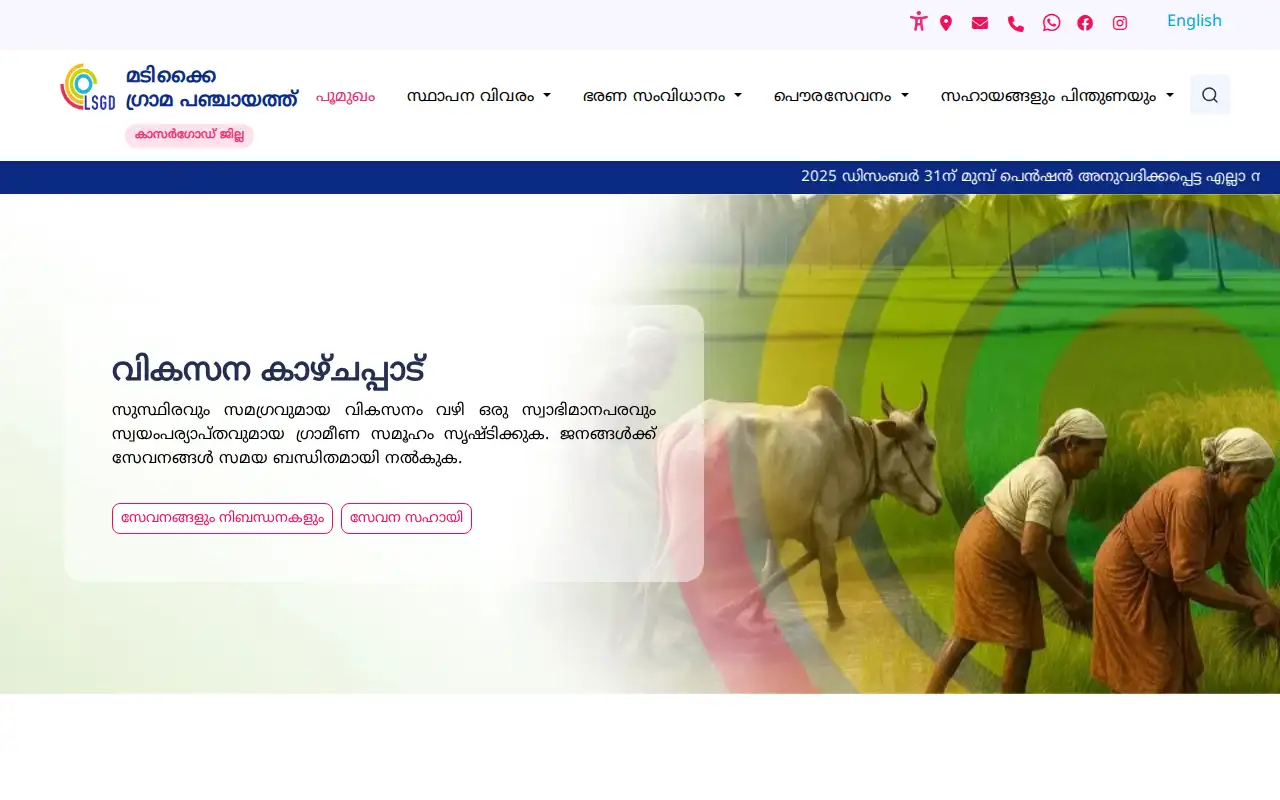 English
മടിക്കൈ
ഗ്രാമ പഞ്ചായത്ത്
LSGD
കാസർഗോഡ് ജില്ല
പൂമുഖം
സ്ഥാപന വിവരം
ഭരണ സംവിധാനം
പൌരസേവനം
സഹായങ്ങളും പിന്തുണയും
2025 ഡിസംബർ 31ന് മുമ്പ് പെൻഷൻ അനുവദിക്കപ്പെട്ട എല്ലാ
വികസന കാഴ്ചപ്പാട്
സുസ്ഥിരവും സമഗ്രവുമായ വികസനം വഴി ഒരു സ്വാഭിമാനപരവും
സ്വയംപര്യാപ്തവുമായ ഗ്രാമീണ സമൂഹം സൃഷ്ടിക്കുക. ജനങ്ങൾക്ക്
സേവനങ്ങൾ സമയ ബന്ധിതമായി നൽകുക.
സേവനങ്ങളും നിബന്ധനകളും
സേവന സഹായി